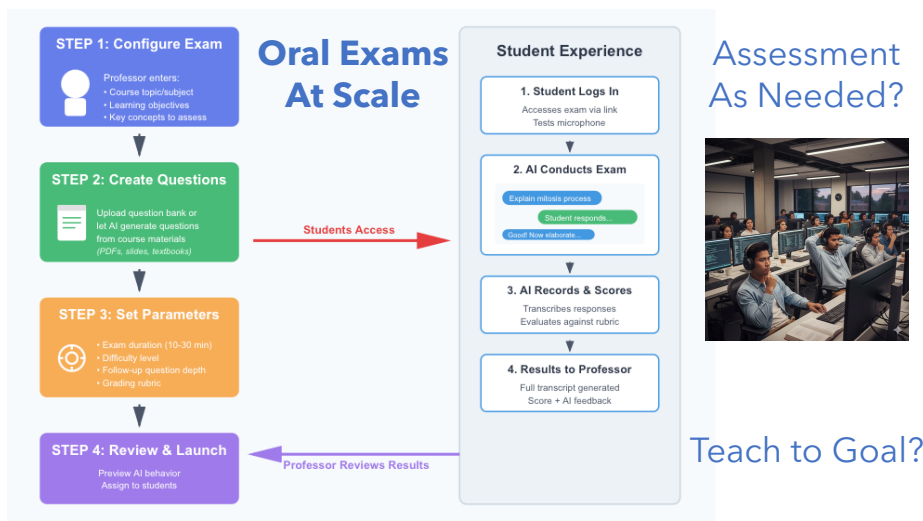 STEP 1: Configure Exam
Professor enters:
• Course topic/subject
• Learning objectives
• Key concepts to assess
STEP 2: Create Questions
Upload question bank or
let AI generate questions
from course materials
(PDFs, slides, textbooks)
STEP 3: Set Parameters
• Exam duration (10-30 min)
• Difficulty level
• Follow-up question depth
• Grading rubric
STEP 4: Review & Launch
Preview AI behavior
Assign to students
Oral Exams
At Scale
Students Access
Professor Reviews Results
Student Experience
1. Student Logs In
Accesses exam via link
Tests microphone
2. AI Conducts Exam
Explain mitosis process
Student responds...
Good! Now elaborate...
3. AI Records & Scores
Transcribes responses
Evaluates against rubric
4. Results to Professor
Full transcript generated
Score + AI feedback
Assessment
As Needed?
Teach to Goal?